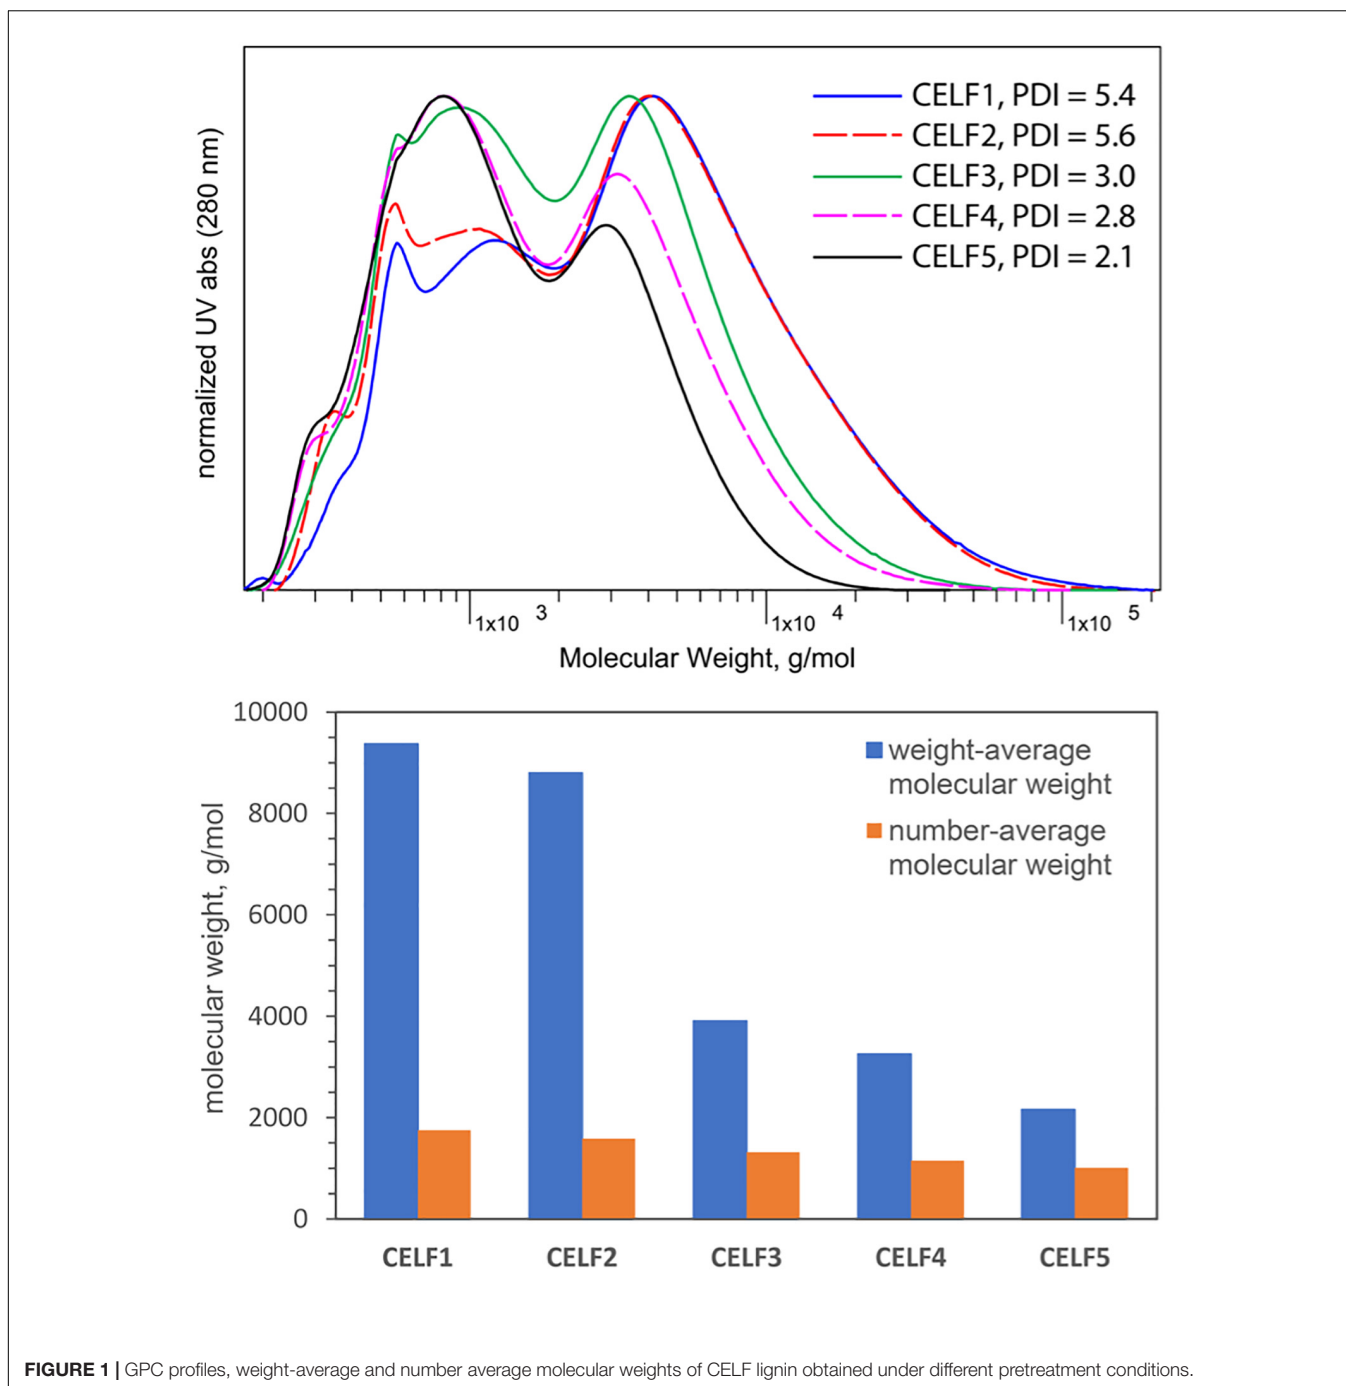 normalized UV abs (280 nm)
CELF1, PDI = 5.4
CELF2, PDI = 5.6
CELF3, PDI = 3.0
CELF4, PDI = 2.8
CELF5, PDI = 2.1
1x10 3
1x10 4
1x10 5
Molecular Weight, g/mol
molecular weight, g/mol
10000
8000
6000
4000
2000
0
weight-average
molecular weight
number-average
molecular weight
CELF1
CELF2
CELF3
CELF4
CELF5
FIGURE 1 | GPC profiles, weight-average and number average molecular weights of CELF lignin obtained under different pretreatment conditions.